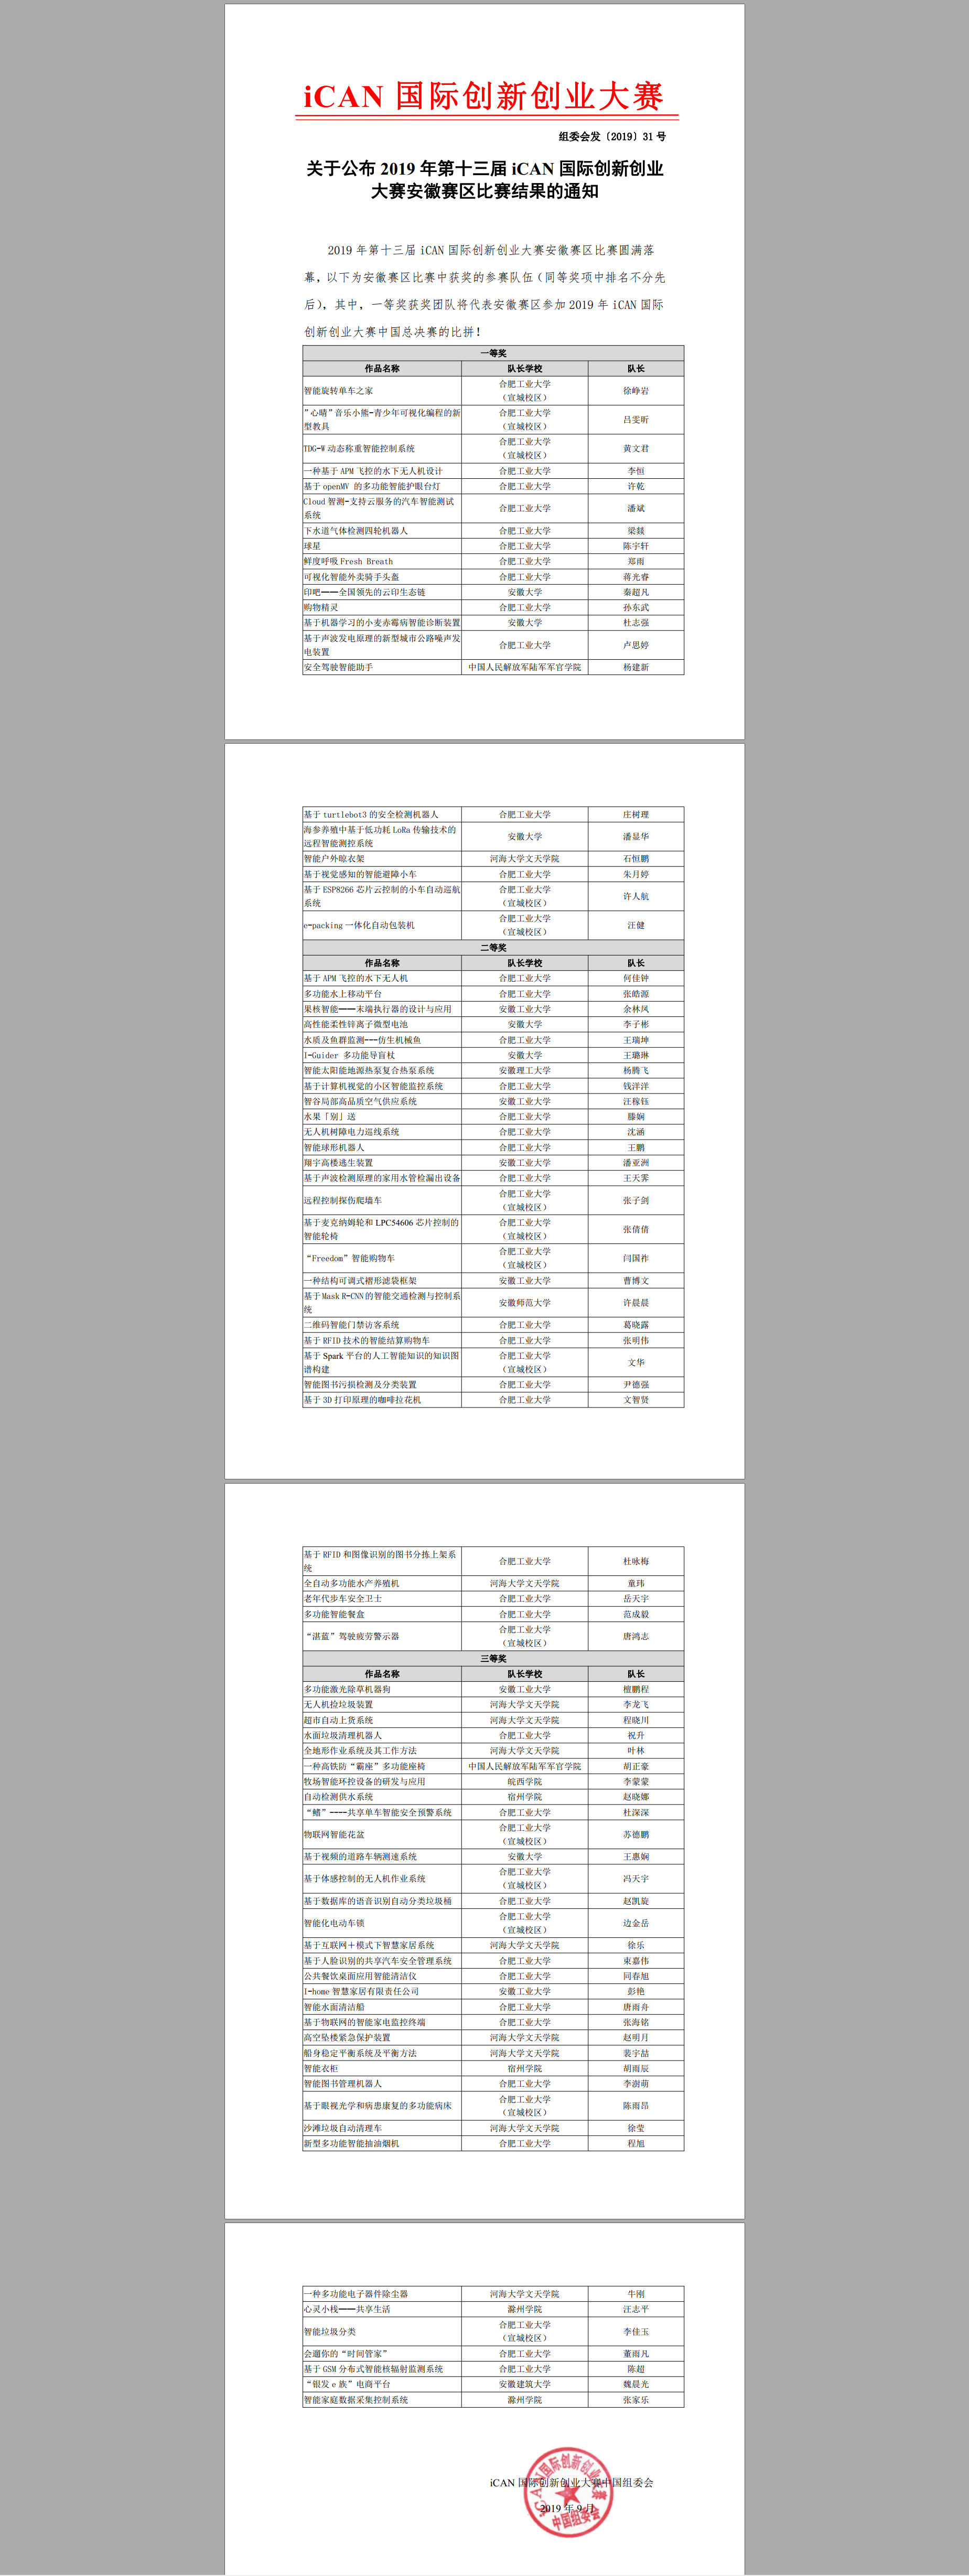 iCAN 国际创新创业大赛
组委会发〔2019〕31 号
关于公布 2019 年第十三届 iCAN 国际创新创业
大赛安徽赛区比赛结果的通知
2019 年第十三届 iCAN 国际创新创业大赛安徽赛区比赛圆满落
幕，以下为安徽赛区比赛中获奖的参赛队伍（同等奖项中排名不分先
后），其中，一等奖获奖团队将代表安徽赛区参加 2019 年 iCAN 国际
创新创业大赛中国总决赛的比拼！
一等奖
作品名称 队长学校 队长
智能旋转单车之家 合肥工业大学（宣城校区） 徐峥岩
"心晴"音乐小熊-青少年可视化编程的新型教具 合肥工业大学（宣城校区） 吕雯昕
TDG-W 动态称重智能控制系统 合肥工业大学（宣城校区） 黄文君
一种基于 APM 飞控的水下无人机设计 合肥工业大学 李恒
基于 openMV 的多功能智能护眼台灯 合肥工业大学 许乾
Cloud 智测-支持云服务的汽车智能测试系统 合肥工业大学 潘斌
下水道气体检测四轮机器人 合肥工业大学 梁燚
球星 合肥工业大学 陈宇轩
鲜度呼吸 Fresh Breath 合肥工业大学 郑雨
可视化智能外卖骑手头盔 合肥工业大学 蒋光睿
印吧——全国领先的云印生态链 安徽大学 秦超凡
购物精灵 合肥工业大学 孙东武
基于机器学习的小麦赤霉病智能诊断装置 安徽大学 杜志强
基于声波发电原理的新型城市公路噪声发电装置 合肥工业大学 卢思婷
安全驾驶智能助手 中国人民解放军陆军军官学院 杨建新
基于 turtlebot3 的安全检测机器人 合肥工业大学 庄树理
海参养殖中基于低功耗 LoRa 传输技术的远程智能测控系统 安徽大学 潘显华
智能户外晾衣架 河海大学文天学院 石恒鹏
基于视觉感知的智能避障小车 合肥工业大学 朱月婷
基于 ESP8266 芯片云控制的小车自动巡航系统 合肥工业大学（宣城校区） 许人航
e-packing 一体化自动包装机 合肥工业大学（宣城校区） 汪健
二等奖
作品名称 队长学校 队长
基于 APM 飞控的水下无人机 合肥工业大学 何佳钟
多功能水上移动平台 合肥工业大学 张皓源
果核智能——末端执行器的设计与应用 安徽工业大学 余林凤
高性能柔性锌离子微型电池 安徽大学 李子彬
水质及鱼群监测---仿生机械鱼 合肥工业大学 王瑞坤
I-Guider 多功能导盲杖 安徽大学 王璐琳
智能太阳能地源热泵复合热泵系统 安徽理工大学 杨腾飞
基于计算机视觉的小区智能监控系统 合肥工业大学 钱洋洋
智谷局部高品质空气供应系统 安徽工业大学 汪稼钰
水果「别」送 合肥工业大学 滕娴
无人机树障电力巡线系统 合肥工业大学 沈涵
智能球形机器人 合肥工业大学 王鹏
翔宇高楼逃生装置 安徽工业大学 潘亚洲
基于声波检测原理的家用水管检漏出设备 合肥工业大学 王天霁
远程控制探伤爬墙车 合肥工业大学（宣城校区） 张子剑
基于麦克纳姆轮和 LPC54606 芯片控制的智能轮椅 合肥工业大学（宣城校区） 张倩倩
“Freedom”智能购物车 合肥工业大学（宣城校区） 闫国祚
一种结构可调式褶形滤袋框架 安徽工业大学 曹博文
基于 Mask R-CNN 的智能交通检测与控制系统 安徽师范大学 许晨晨
二维码智能门禁访客系统 合肥工业大学 葛晓露
基于 RFID 技术的智能结算购物车 合肥工业大学 张明伟
基于 Spark 平台的人工智能知识的知识图谱构建 合肥工业大学（宣城校区） 文华
智能图书污损检测及分类装置 合肥工业大学 尹德强
基于 3D 打印原理的咖啡拉花机 合肥工业大学 文智贤
基于 RFID 和图像识别的图书分拣上架系统 合肥工业大学 杜咏梅
全自动多功能水产养殖机 河海大学文天学院 童玮
老年代步车安全卫士 合肥工业大学 岳天宇
多功能智能餐盒 合肥工业大学 范成毅
“湛蓝”驾驶疲劳警示器 合肥工业大学（宣城校区） 唐鸿志
三等奖
作品名称 队长学校 队长
多功能激光除草机器狗 安徽工业大学 檀鹏程
无人机捡垃圾装置 河海大学文天学院 李龙飞
超市自动上货系统 河海大学文天学院 程晓川
水面垃圾清理机器人 合肥工业大学 祝升
全地形作业系统及其工作方法 河海大学文天学院 叶林
一种高铁防“霸座”多功能座椅 中国人民解放军陆军军官学院 胡正豪
牧场智能环控设备的研发与应用 皖西学院 李蒙蒙
自动检测供水系统 宿州学院 赵晓娜
“鳍”----共享单车智能安全预警系统 合肥工业大学 杜深深
物联网智能花盆 合肥工业大学（宣城校区） 苏德鹏
基于视频的道路车辆测速系统 安徽大学 王惠娴
基于体感控制的无人机作业系统 合肥工业大学（宣城校区） 冯天宇
基于数据库的语音识别自动分类垃圾桶 合肥工业大学 赵凯旋
智能化电动车锁 合肥工业大学（宣城校区） 边金岳
基于互联网＋模式下智慧家居系统 河海大学文天学院 徐乐
基于人脸识别的共享汽车安全管理系统 合肥工业大学 束嘉伟
公共餐饮桌面应用智能清洁仪 合肥工业大学 同春旭
I-home 智慧家居有限责任公司 安徽工业大学 彭艳
智能水面清洁船 合肥工业大学 唐雨舟
基于物联网的智能家电监控终端 合肥工业大学 张海铭
高空坠楼紧急保护装置 河海大学文天学院 赵明月
船身稳定平衡系统及平衡方法 河海大学文天学院 裴宇喆
智能衣柜 宿州学院 胡雨辰
智能图书管理机器人 合肥工业大学 李澍萌
基于眼视光学和病患康复的多功能病床 合肥工业大学（宣城校区） 陈雨昂
沙滩垃圾自动清理车 河海大学文天学院 徐莹
新型多功能智能抽油烟机 合肥工业大学 程旭
一种多功能电子器件除尘器 河海大学文天学院 牛刚
心灵小栈——共享生活 滁州学院 汪志平
智能垃圾分类 合肥工业大学（宣城校区） 李佳玉
会遛你的“时间管家” 合肥工业大学 董雨凡
基于 GSM 分布式智能核辐射监测系统 合肥工业大学 陈超
“银发 e 族”电商平台 安徽建筑大学 魏晨光
智能家庭数据采集控制系统 滁州学院 张家乐
iCAN 国际创新创业大赛中国组委会
2019 年 9 月
iCAN国际创新创业大赛
中国组委会